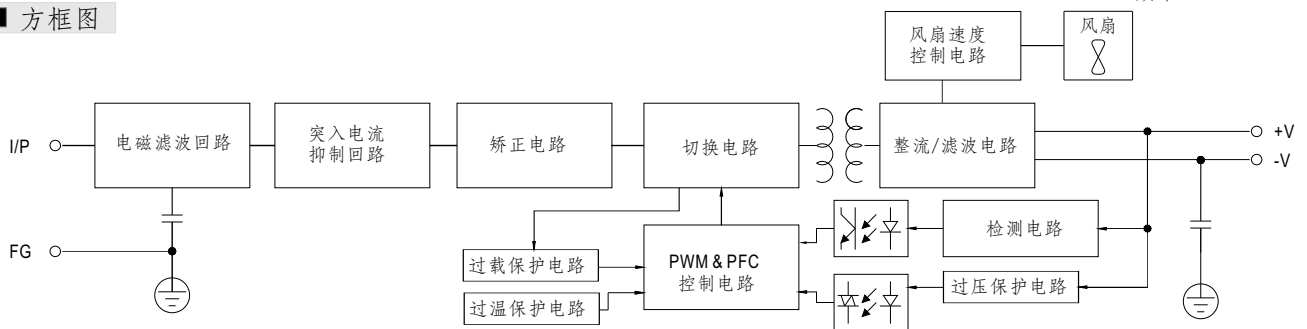 方框图
风扇速度
控制电路
风扇
I/P
电磁滤波回路
突入电流
抑制回路
矫正电路
切换电路
整流/滤波电路
+V
-V
FG
过载保护电路
过温保护电路
PWM & PFC
控制电路
检测电路
过压保护电路